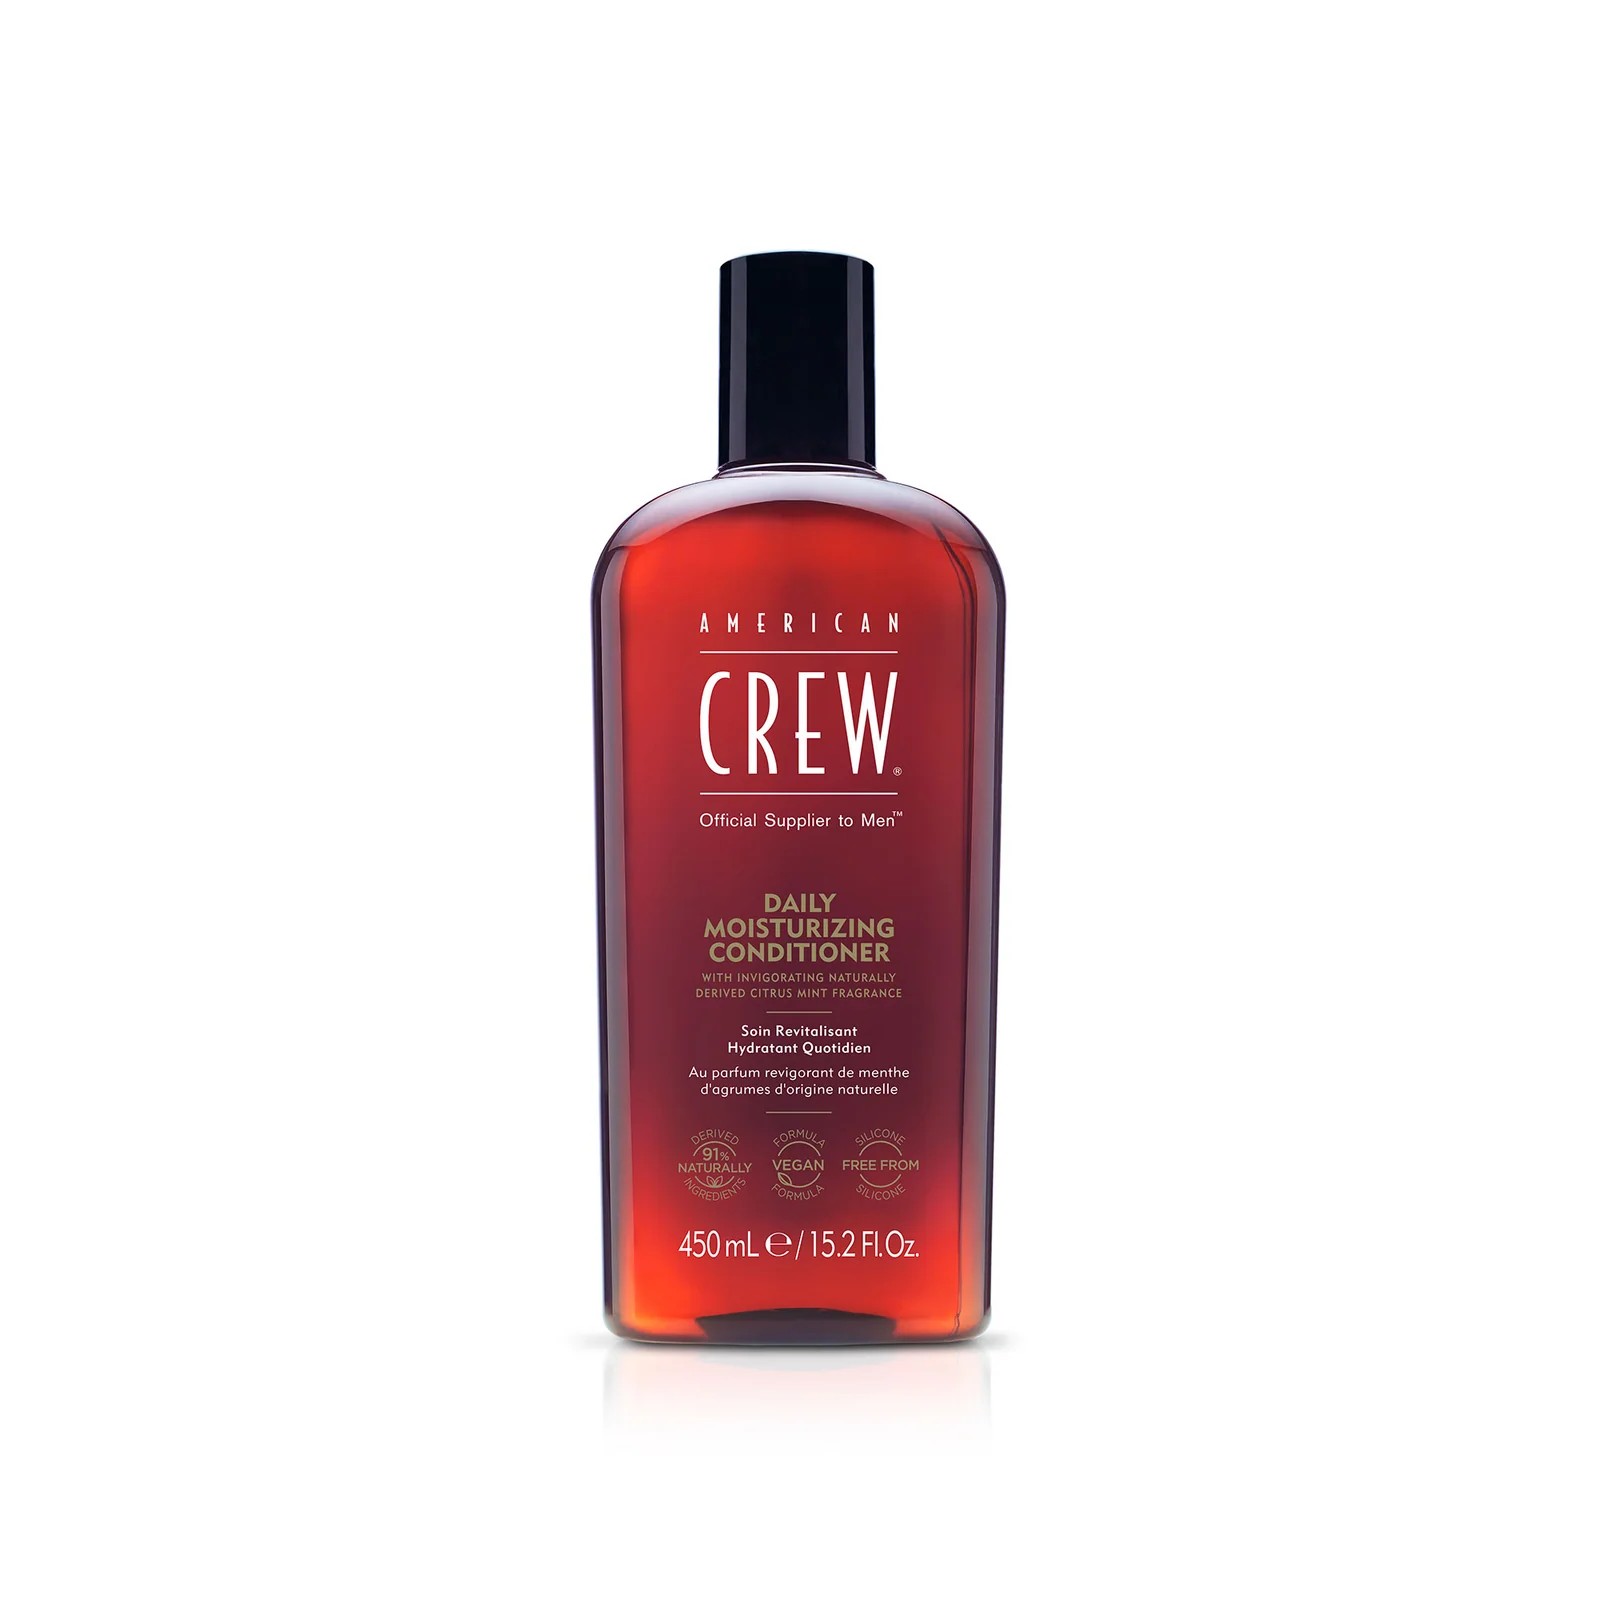 AMERICAN
CREW®
Official Supplier to Men™
DAILY
MOISTURIZING
CONDITIONER
WITH INVIGORATING NATURALLY
DERIVED CITRUS MINT FRAGRANCE
Soin Revitalisant
Hydratant Quotidien
Au parfum revigorant de menthe
d'agrumes d'origine naturelle
DERIVED
91%
NATURALLY
INGREDIENTS
FORMULA
VEGAN
FORMULA
SILICONE
FREE FROM
SILICONE
450 mL ℮ / 15.2 Fl. Oz.